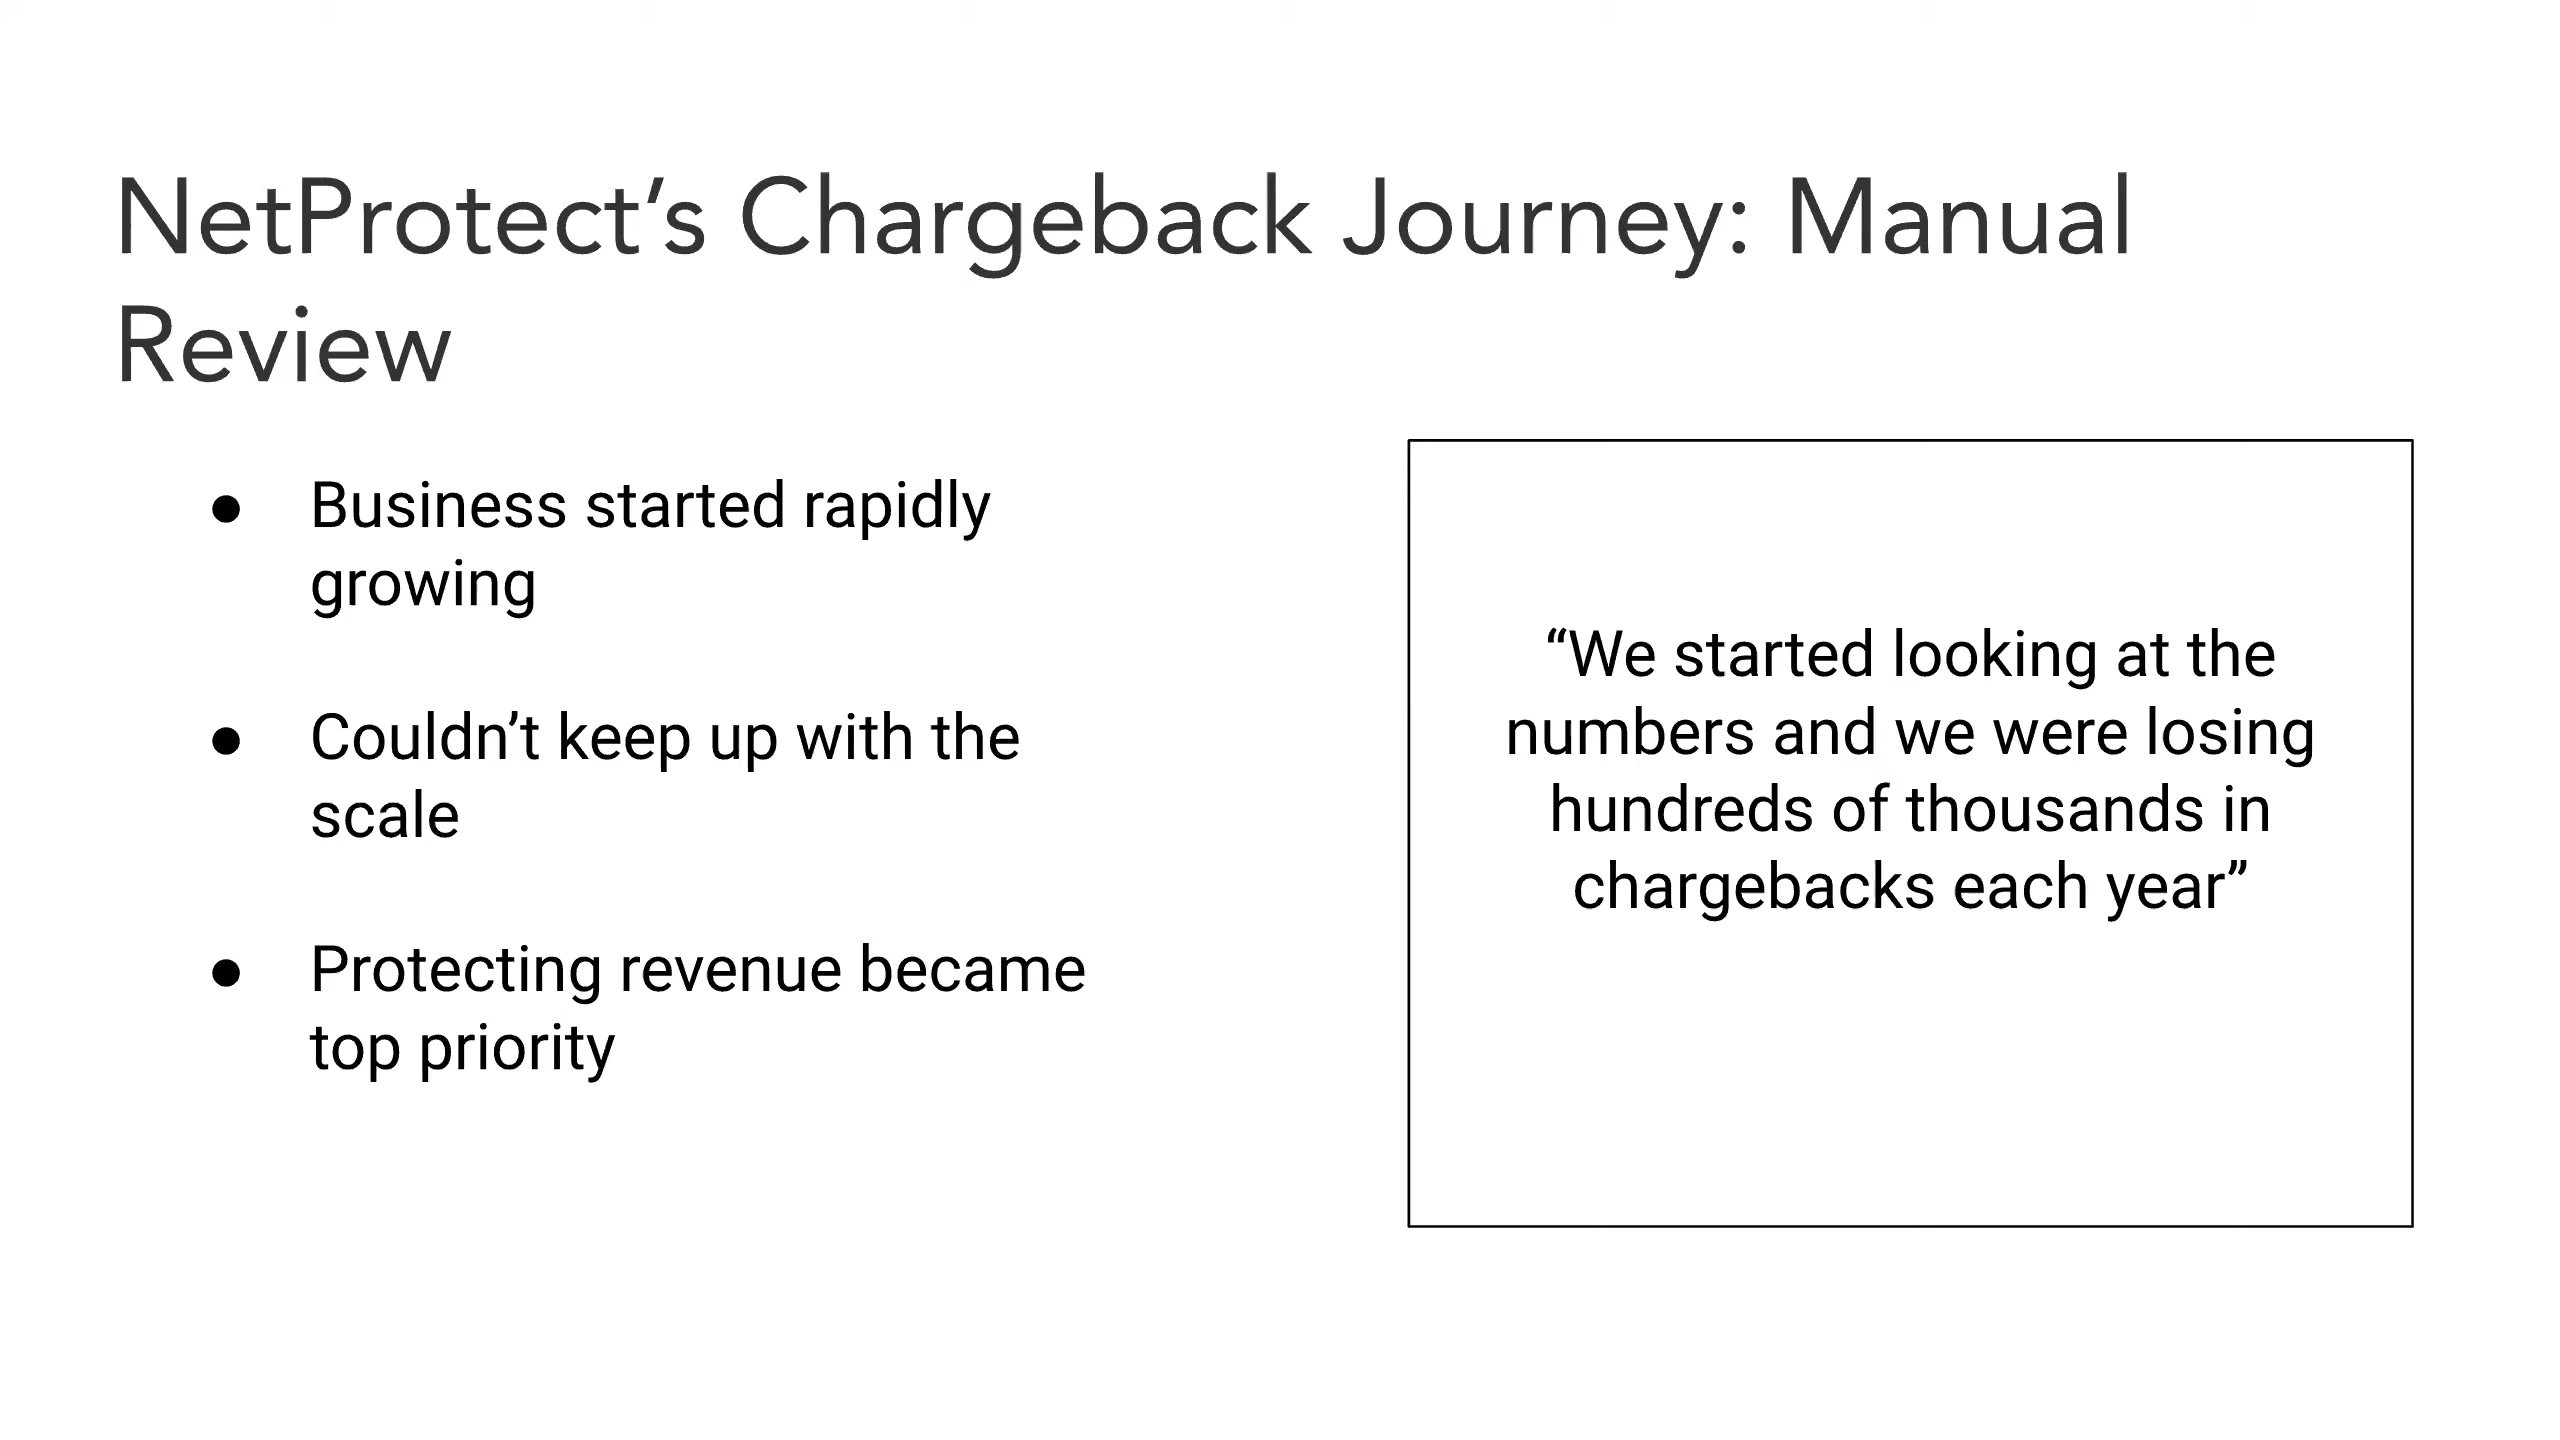 NetProtect’s Chargeback Journey: Manual
Review
● Business started rapidly
growing
● Couldn’t keep up with the
scale
● Protecting revenue became
top priority
“We started looking at the
numbers and we were losing
hundreds of thousands in
chargebacks each year”